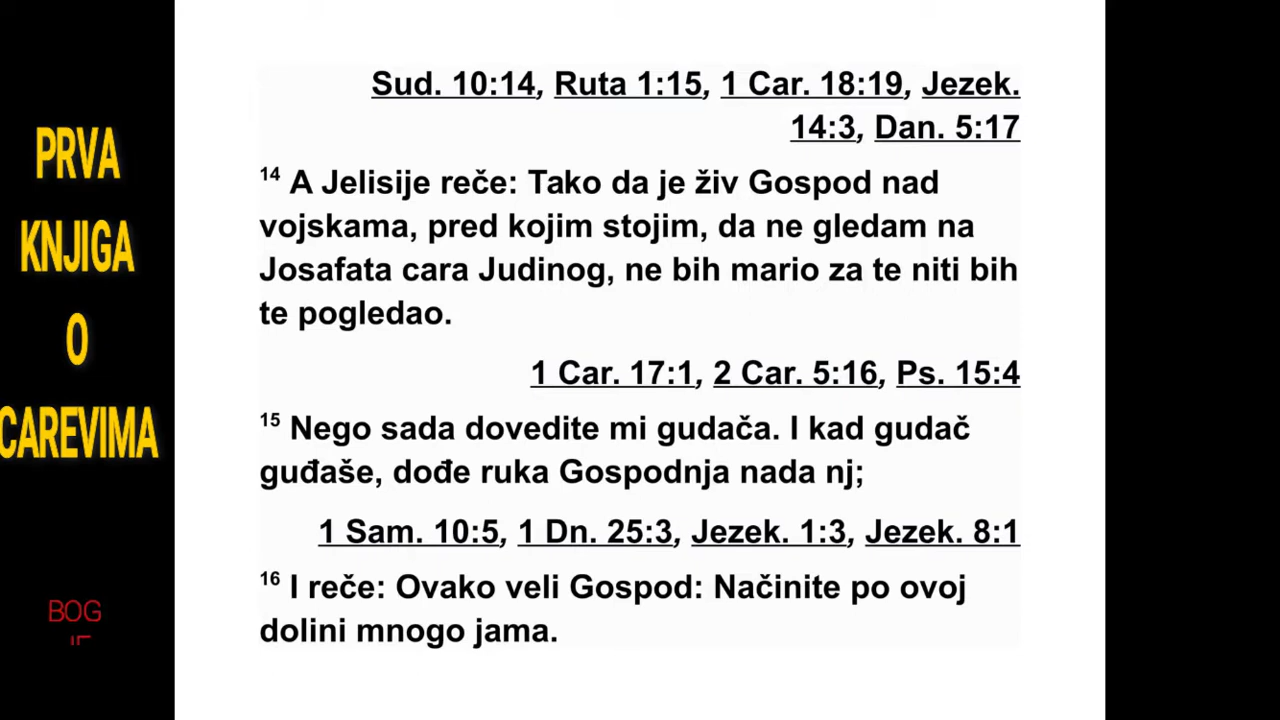 PRVA
KNJIGA
O
CAREVIMA
BOG
Sud. 10:14, Ruta 1:15, 1 Car. 18:19, Jezek.
14:3, Dan. 5:17
14 A Jelisije reče: Tako da je živ Gospod nad
vojskama, pred kojim stojim, da ne gledam na
Josafata cara Judinog, ne bih mario za te niti bih
te pogledao.
1 Car. 17:1, 2 Car. 5:16, Ps. 15:4
15 Nego sada dovedite mi gudača. I kad gudač
guđaše, dođe ruka Gospodnja nada nj;
1 Sam. 10:5, 1 Dn. 25:3, Jezek. 1:3, Jezek. 8:1
16 I reče: Ovako veli Gospod: Načinite po ovoj
dolini mnogo jama.